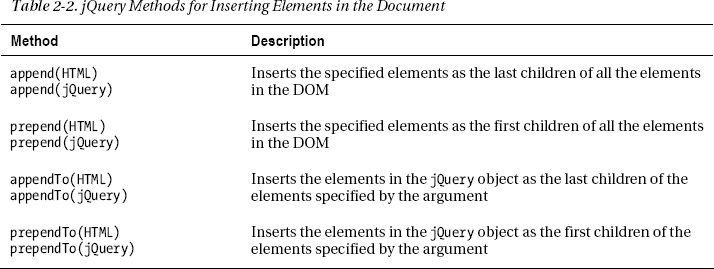 Table 2-2. jQuery Methods for Inserting Elements in the Document
Method Description
append(HTML) Inserts the specified elements as the last children of all the elements
append(jQuery) in the DOM
prepend(HTML) Inserts the specified elements as the first children of all the elements
prepend(jQuery) in the DOM
appendTo(HTML) Inserts the elements in the jQuery object as the last children of the
appendTo(jQuery) elements specified by the argument
prependTo(HTML) Inserts the elements in the jQuery object as the first children of the
prependTo(jQuery) elements specified by the argument